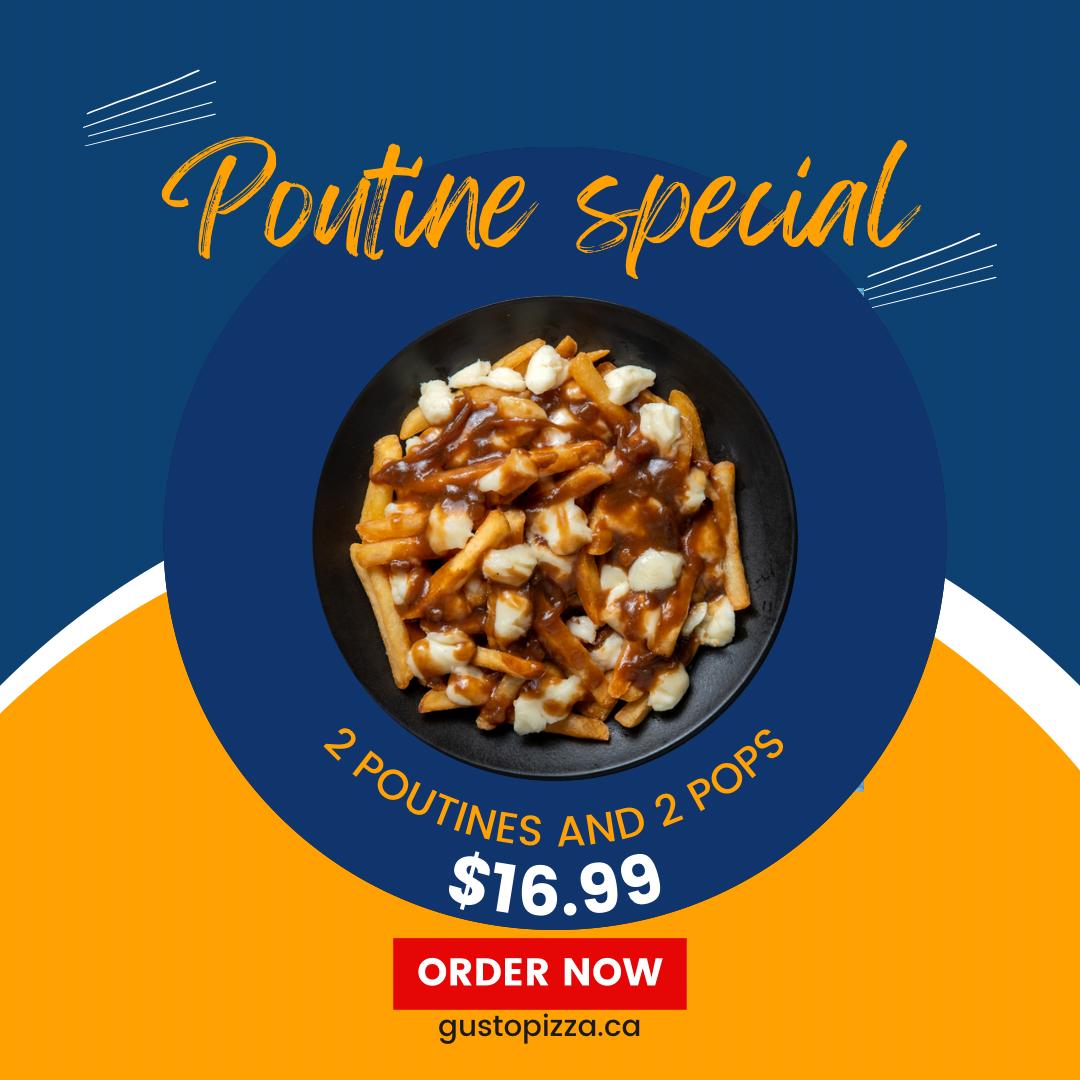 Poutine special
2 POUTINES AND 2 POPS
$16.99
ORDER NOW
gustopizza.ca